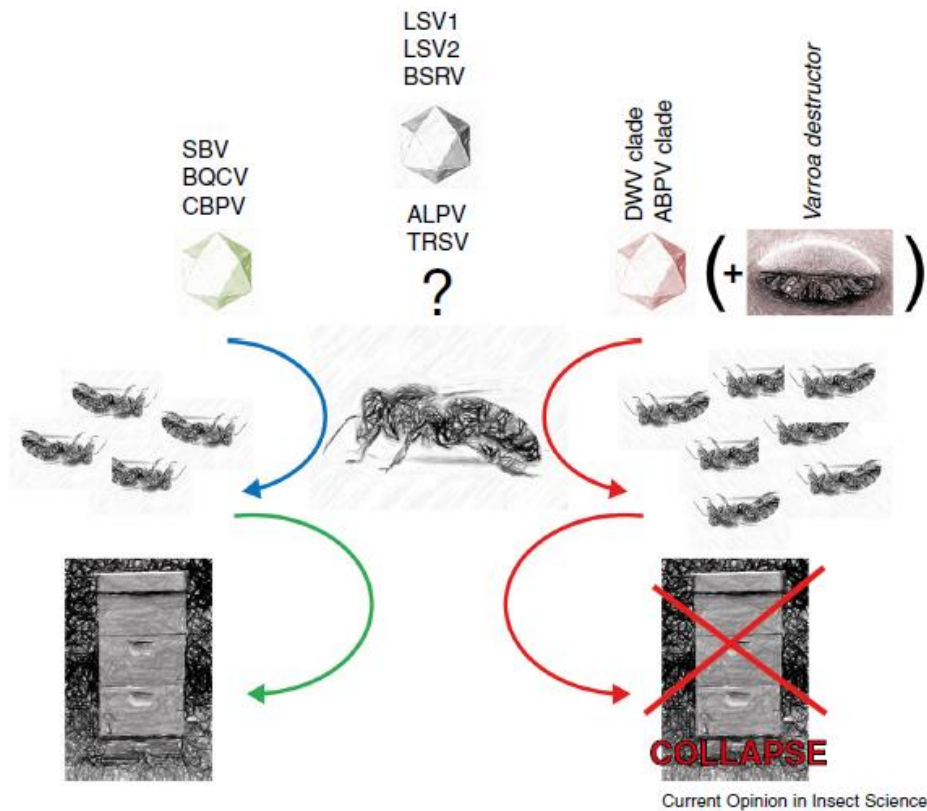 LSV1
LSV2
BSRV
SBV
BQCV
CBPV
ALPV
TRSV
?
DWV clade
ABPV clade
(+
)
Varroa destructor
COLLAPSE
Current Opinion in Insect Science